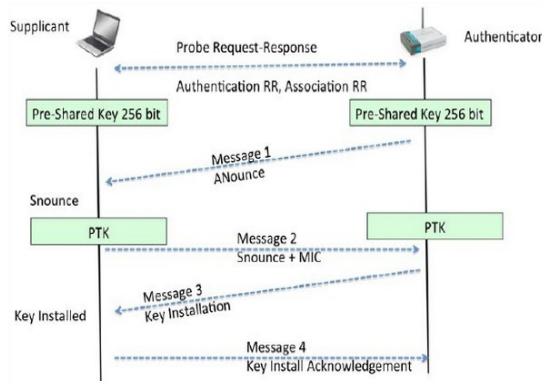 Supplicant
Authenticator
Probe Request-Response
Authentication RR, Association RR
Pre-Shared Key 256 bit
Pre-Shared Key 256 bit
Message 1
ANounce
Snounce
PTK
PTK
Message 2
Snounce + MIC
Message 3
Key Installation
Key Installed
Message 4
Key Install Acknowledgement